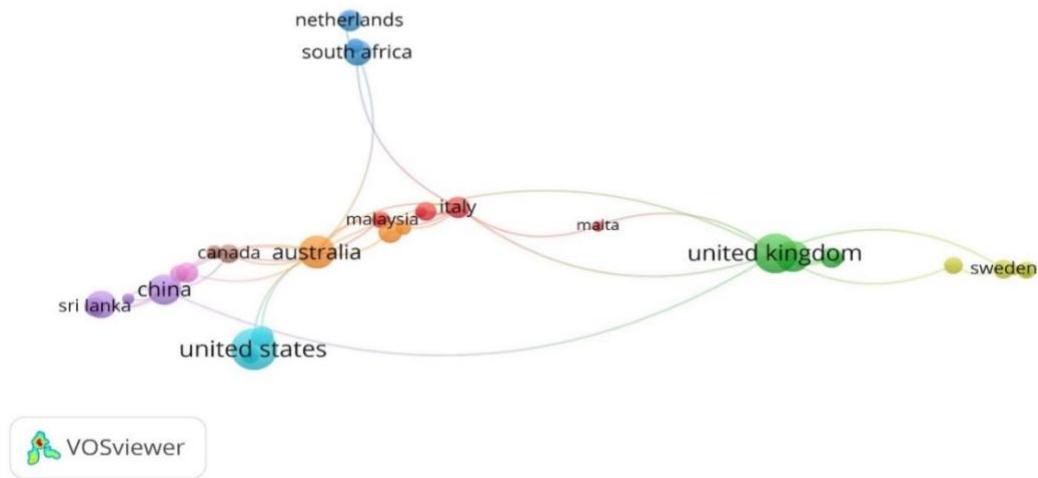 netherlands
south africa
malaysia
italy
malta
canada
australia
united kingdom
sweden
china
sri lanka
united states
VOSviewer